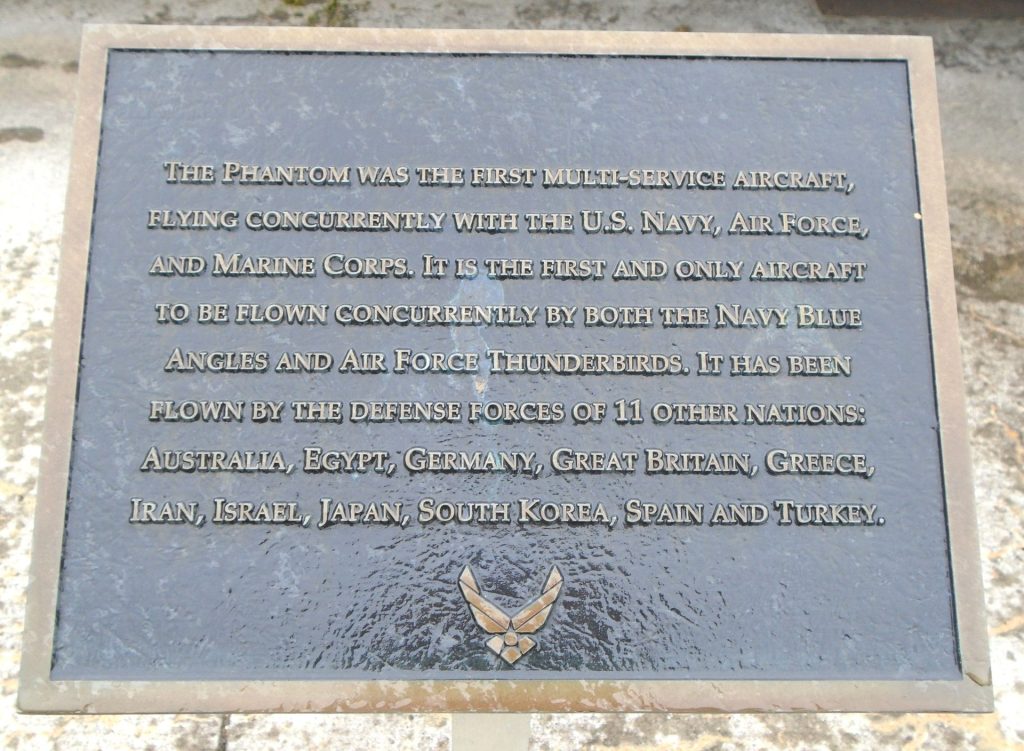 The Phantom was the first multi-service aircraft,
flying concurrently with the U.S. Navy, Air Force,
and Marine Corps. It is the first and only aircraft
to be flown concurrently by both the Navy Blue
Angles and Air Force Thunderbirds. It has been
flown by the defense forces of 11 other nations:
Australia, Egypt, Germany, Great Britain, Greece,
Iran, Israel, Japan, South Korea, Spain and Turkey.